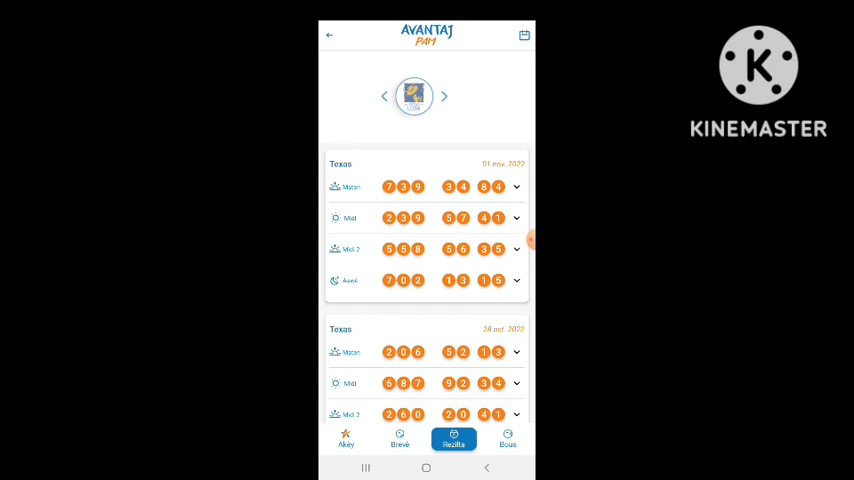 AVANTAJ
PAM
K
KINEMASTER
Texas 01 nov. 2022
Maten 7 3 9 3 4 8 4
Midi 2 3 9 5 7 4 1
Midi 2 5 5 8 5 6 3 5
Aswè 7 0 2 1 3 1 5
Texas 28 oct. 2022
Maten 2 0 6 5 2 1 3
Midi 6 8 7 9 2 3 4
Midi 2 2 6 0 2 0 4 1
Akèy Brevè Rezilta Bous